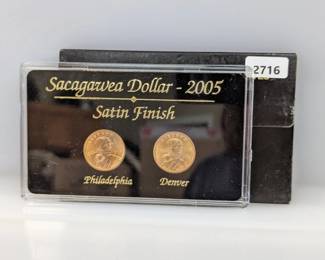 2716
Sacagawea Dollar - 2005
Satin Finish
Philadelphia
Denver